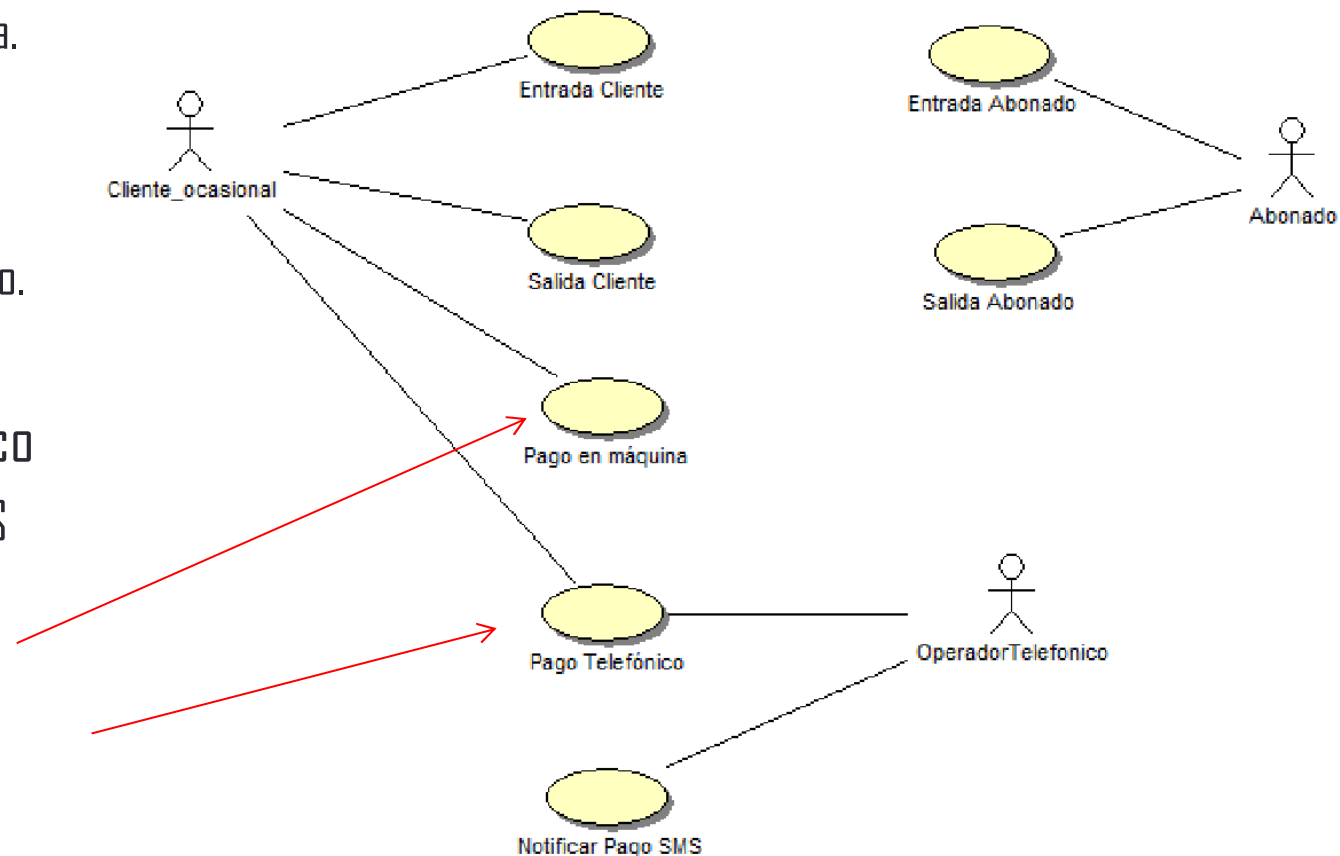 a.
o.
co
s
Entrada Cliente
Entrada Abonado
Cliente_ocasional
Abonado
Salida Cliente
Salida Abonado
Pago en máquina
Pago Telefónico
OperadorTelefonico
Notificar Pago SMS